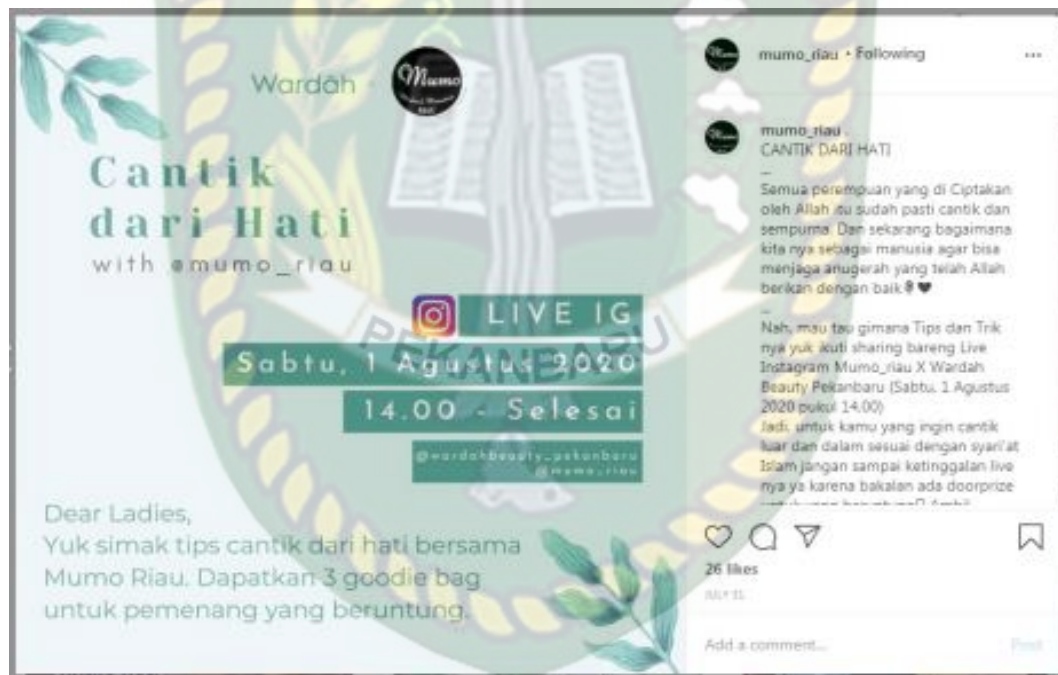 Wardah
Mumo
Cantik
dari Hati
with @mumo_riau
LIVE IG
Sabtu, 1 Agustus 2020
14.00 - Selesai
@wardahbeauty_pekanbaru
@mumo_riau
Dear Ladies,
Yuk simak tips cantik dari hati bersama
Mumo Riau. Dapatkan 3 goodie bag
untuk pemenang yang beruntung.
PEKANBARU
mumo_riau • Following
mumo_riau .
CANTIK DARI HATI
_
Semua perempuan yang di Ciptakan
oleh Allah itu sudah pasti cantik dan
sempurna. Dan sekarang bagaimana
kita nya sebagai manusia agar bisa
menjaga anugerah yang telah Allah
berikan dengan baik
_
Nah, mau tau gimana Tips dan Trik
nya yuk ikuti sharing bareng Live
Instagram Mumo_riau X Wardah
Beauty Pekanbaru (Sabtu, 1 Agustus
2020 pukul 14.00)
Jadi, untuk kamu yang ingin cantik
luar dan dalam sesuai dengan syari'at
Islam jangan sampai ketinggalan live
nya ya karena bakalan ada doorprize
26 likes
JULY 31
Add a comment...
Post